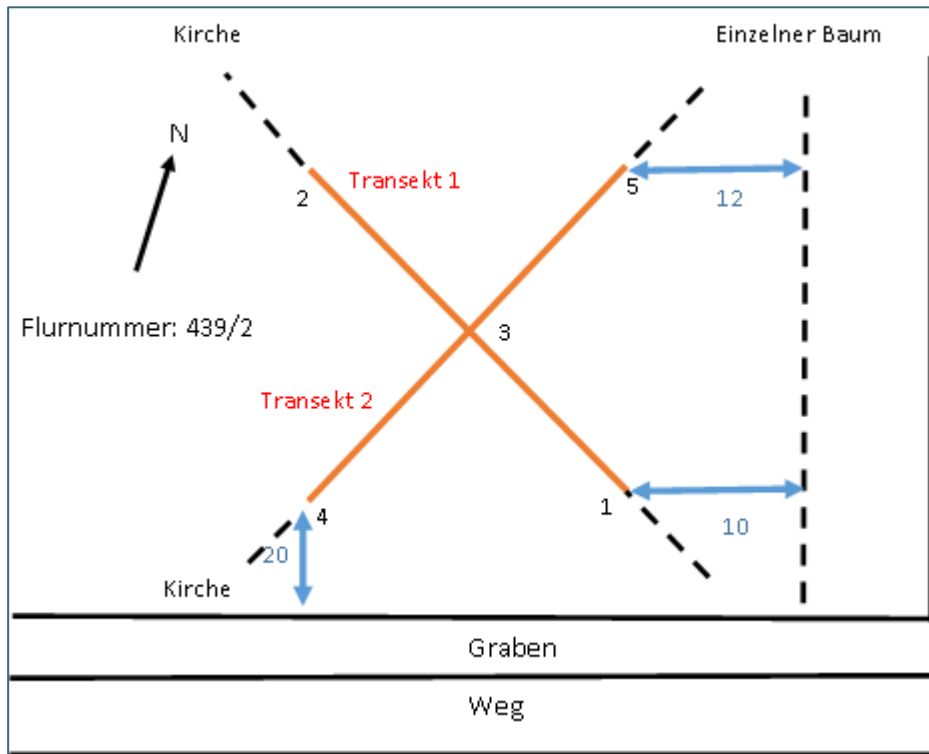 Kirche
Einzelner Baum
N
2
Transekt 1
5
12
Flurnummer: 439/2
3
Transekt 2
4
1
20
10
Kirche
Graben
Weg